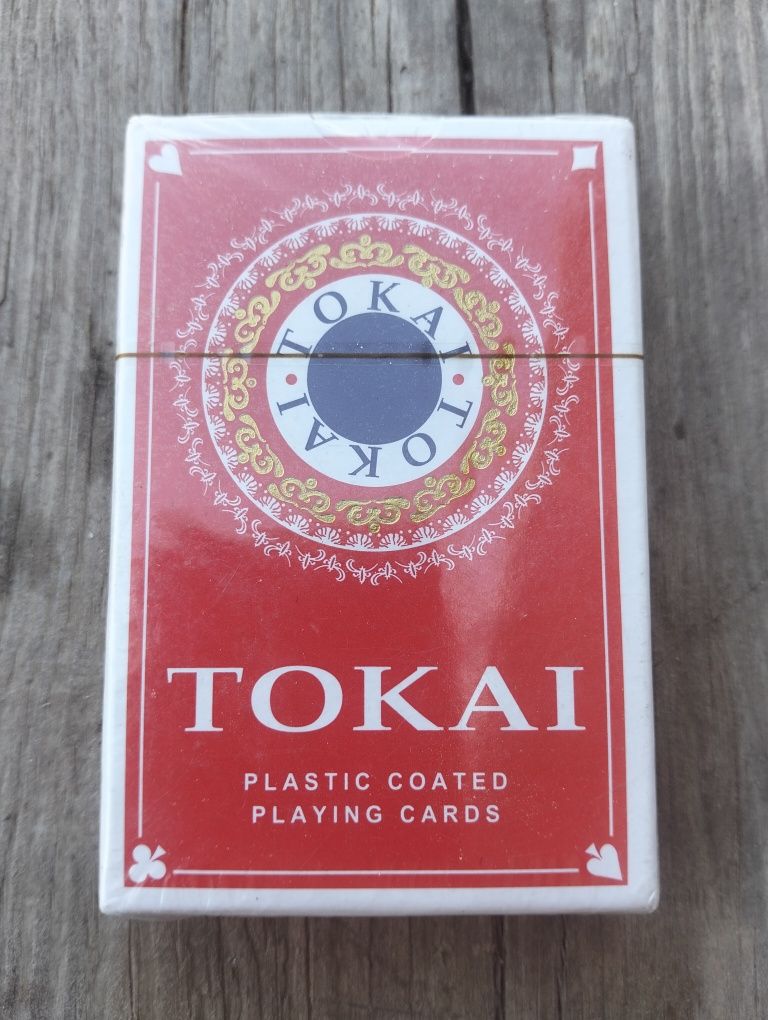 TOKAI · TOKAI ·
TOKAI
PLASTIC COATED
PLAYING CARDS